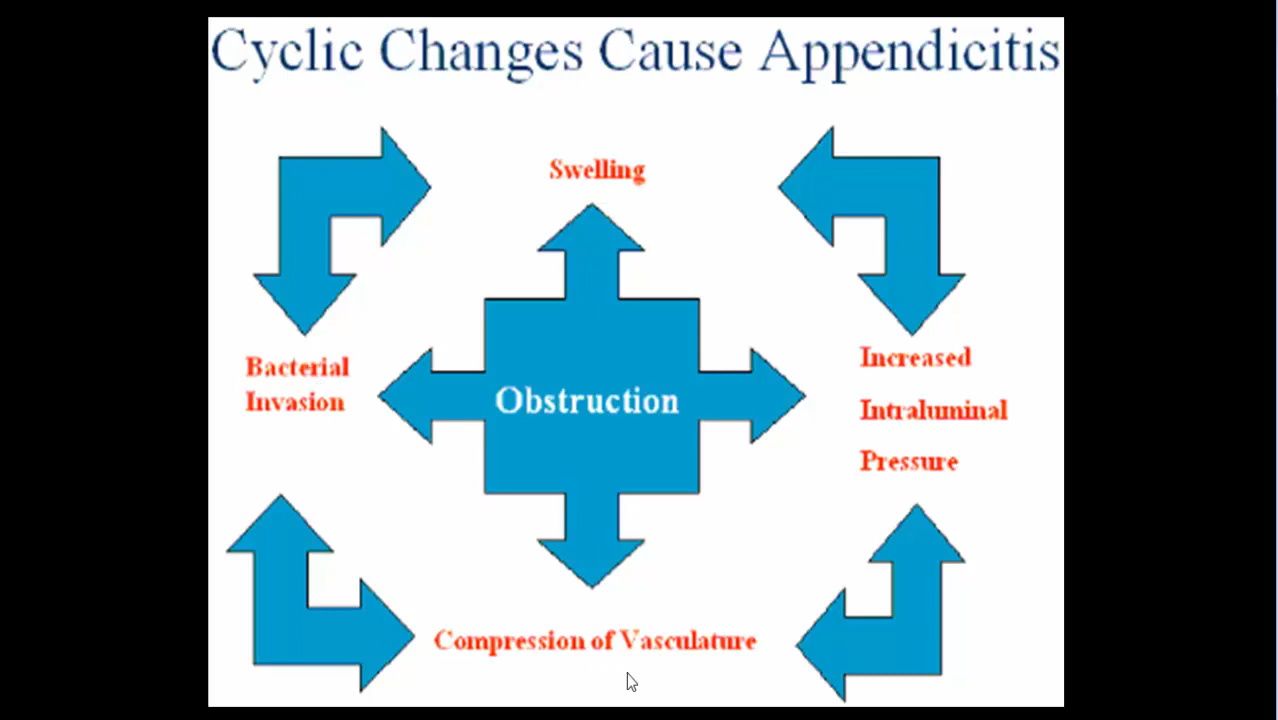 Cyclic Changes Cause Appendicitis
Swelling
Bacterial
Invasion
Obstruction
Increased
Intraluminal
Pressure
Compression of Vasculature